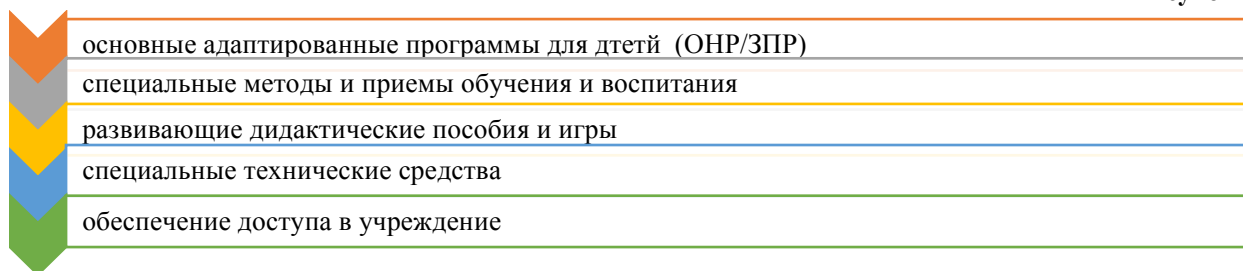 основные адаптированные программы для дтетй (ОНР/ЗПР)
специальные методы и приемы обучения и воспитания
развивающие дидактические пособия и игры
специальные технические средства
обеспечение доступа в учреждение